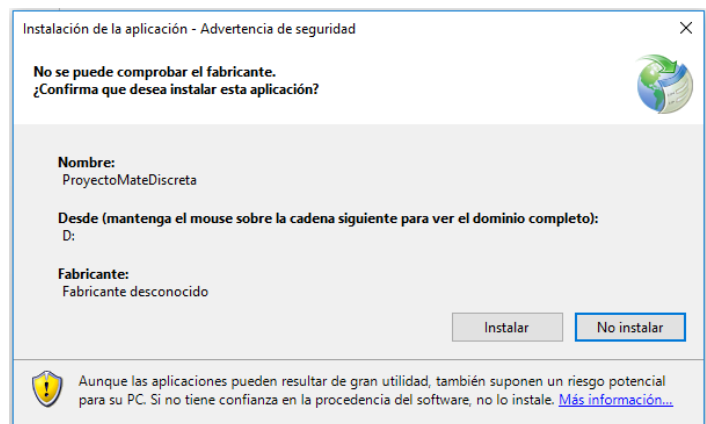 Instalación de la aplicación - Advertencia de seguridad
No se puede comprobar el fabricante.
¿Confirma que desea instalar esta aplicación?
Nombre:
ProyectoMateDiscreta
Desde (mantenga el mouse sobre la cadena siguiente para ver el dominio completo):
D:
Fabricante:
Fabricante desconocido
Instalar No instalar
Aunque las aplicaciones pueden resultar de gran utilidad, también suponen un riesgo potencial
para su PC. Si no tiene confianza en la procedencia del software, no lo instale. Más información...